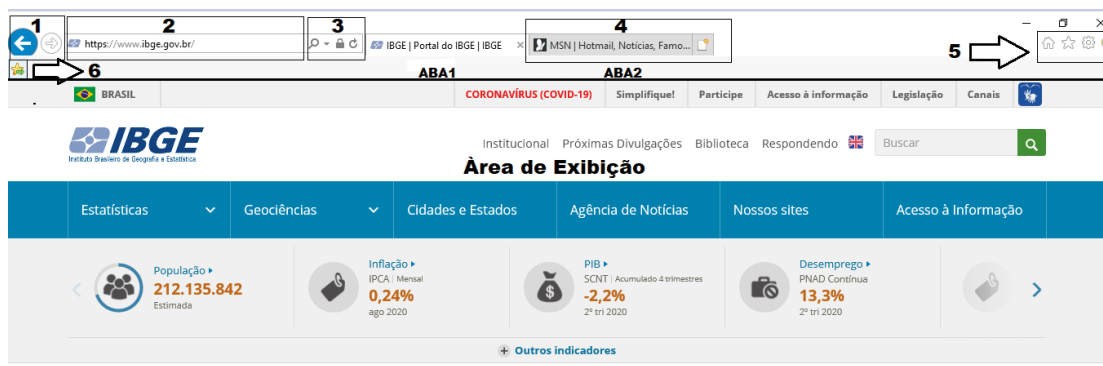 1 2 3 4
https://www.ibge.gov.br/ IBGE | Portal do IBGE | IBGE MSN | Hotmail, Notícias, Famo...
5
6 ABA1 ABA2
BRASIL CORONAVÍRUS (COVID-19) Simplifique! Participe Acesso à informação Legislação Canais
IBGE
Instituto Brasileiro de Geografia e Estatística
Institucional Próximas Divulgações Biblioteca Respondendo Buscar
Àrea de Exibição
Estatísticas Geociências Cidades e Estados Agência de Notícias Nossos sites Acesso à Informação
População
212.135.842
Estimada
Inflação
IPCA | Mensal
0,24%
ago 2020
PIB
SCNT | Acumulado 4 trimestres
-2,2%
2º tri 2020
Desemprego
PNAD Contínua
13,3%
2º tri 2020
Outros indicadores